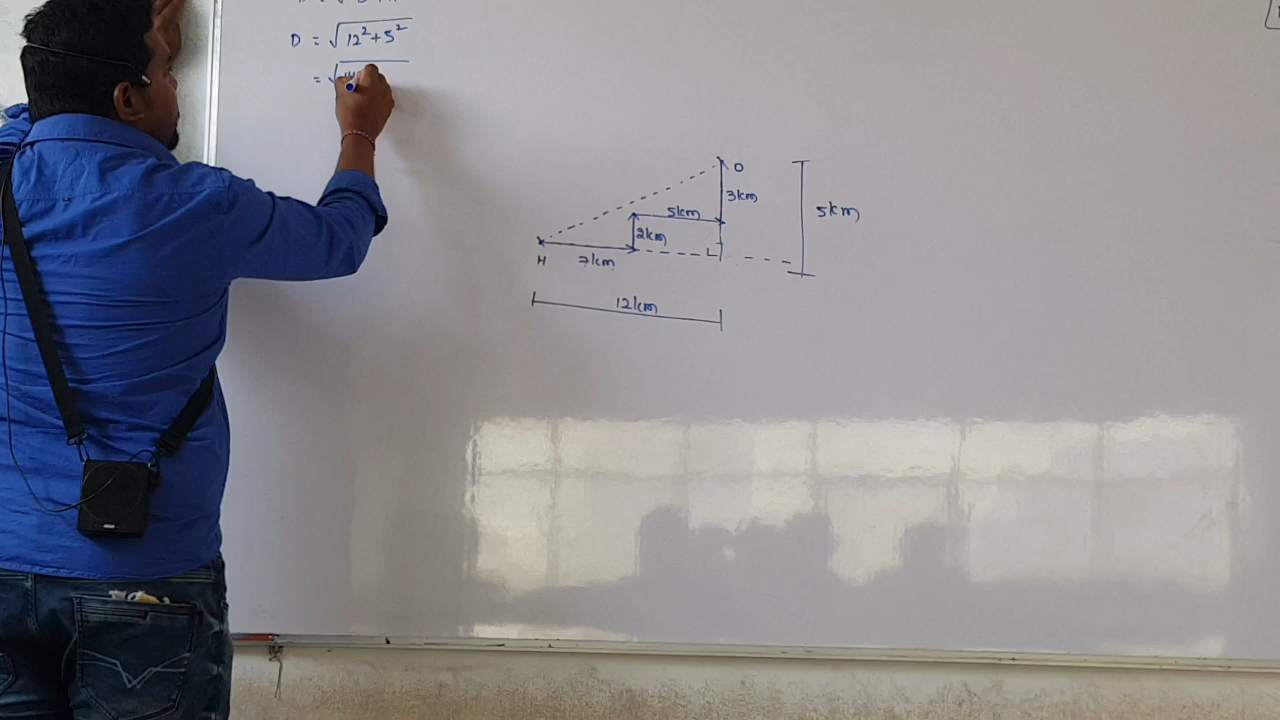 D = √12²+5²
= √
O
3km
5km
5km
2km
H
7km
12km